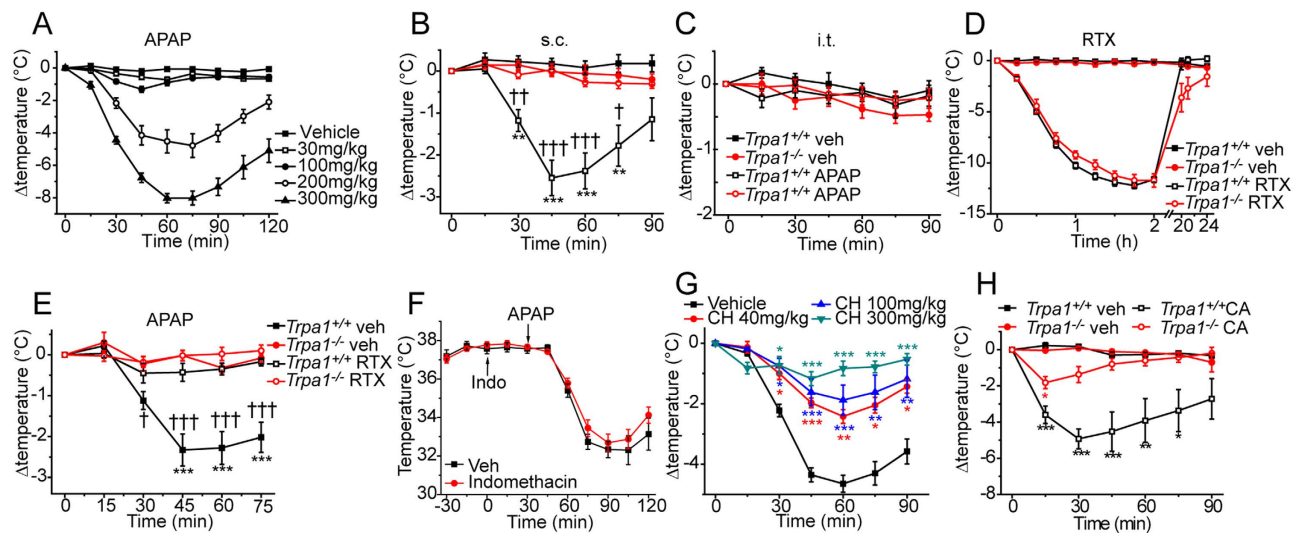 A
APAP
Δtemperature (°C)
0
-2
-4
-6
-8
Vehicle
30mg/kg
100mg/kg
200mg/kg
300mg/kg
0 30 60 90 120
Time (min)
B
s.c.
Δtemperature (°C)
1
0
-1
-2
-3
††
**
†††
***
†††
***
†
**
0 30 60 90
Time (min)
C
i.t.
Δtemperature (°C)
1
0
-1
-2
Trpa1+/+ veh
Trpa1-/- veh
Trpa1+/+ APAP
Trpa1+/+ APAP
0 30 60 90
Time (min)
D
RTX
Δtemperature (°C)
0
-5
-10
-15
Trpa1+/+ veh
Trpa1-/- veh
Trpa1+/+ RTX
Trpa1-/- RTX
0 1 2 20 24
Time (h)
E
APAP
Δtemperature (°C)
1
0
-1
-2
-3
Trpa1+/+ veh
Trpa1-/- veh
Trpa1+/+ RTX
Trpa1-/- RTX
†
†††
***
†††
***
†††
***
0 15 30 45 60 75
Time (min)
F
APAP
Indo
Temperature (°C)
38
36
34
32
30
Veh
Indomethacin
-30 0 30 60 90 120
Time (min)
G
Vehicle
CH 40mg/kg
CH 100mg/kg
CH 300mg/kg
Δtemperature (°C)
0
-2
-4
* *** *** *** ***
* *** *** ** **
* *** ** * *
0 30 60 90
Time (min)
H
Trpa1+/+ veh
Trpa1-/- veh
Trpa1+/+CA
Trpa1-/- CA
Δtemperature (°C)
2
0
-2
-4
-6
-8
*
*** *** *** ** *
0 30 60 90
Time (min)